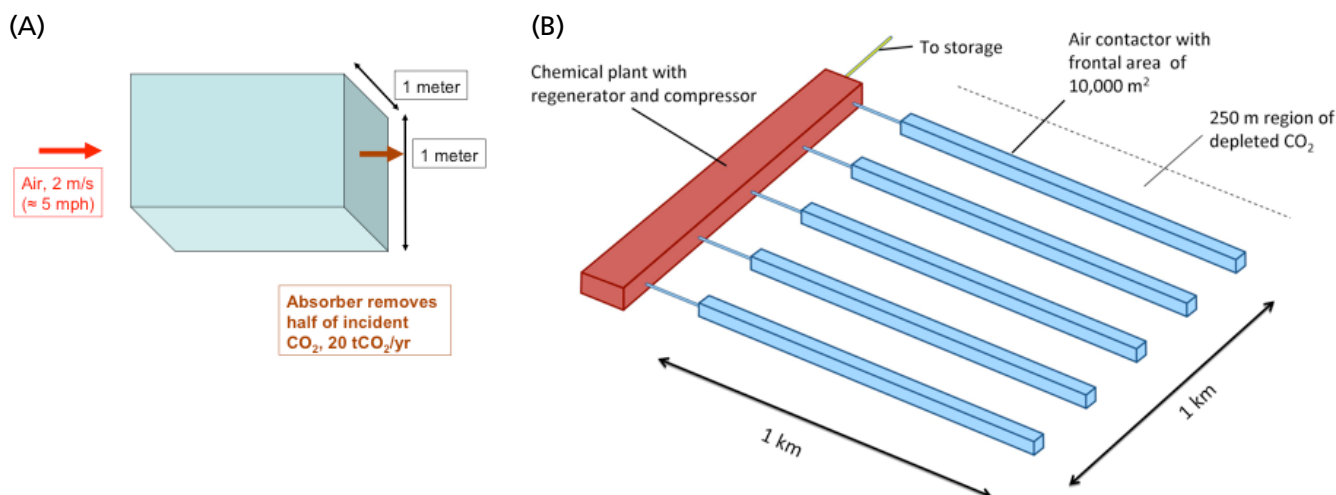 (A)
1 meter
1 meter
Air, 2 m/s
(≈ 5 mph)
Absorber removes
half of incident
CO₂, 20 tCO₂/yr
(B)
To storage
Chemical plant with
regenerator and compressor
Air contactor with
frontal area of
10,000 m²
250 m region of
depleted CO₂
1 km
1 km